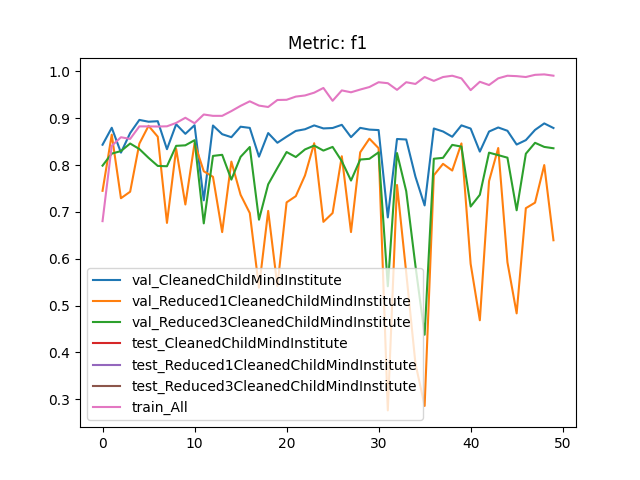 Metric: f1
1.0
0.9
0.8
0.7
0.6
0.5
0.4
0.3
val_CleanedChildMindInstitute
val_Reduced1CleanedChildMindInstitute
val_Reduced3CleanedChildMindInstitute
test_CleanedChildMindInstitute
test_Reduced1CleanedChildMindInstitute
test_Reduced3CleanedChildMindInstitute
train_All
0 10 20 30 40 50